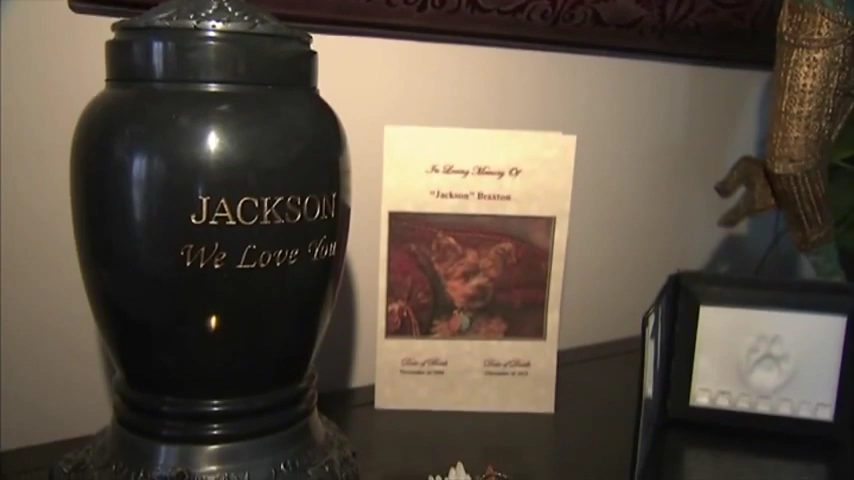 JACKSON
We Love You
In Loving Memory Of
"Jackson" Braxton
Date of Birth
Date of Death